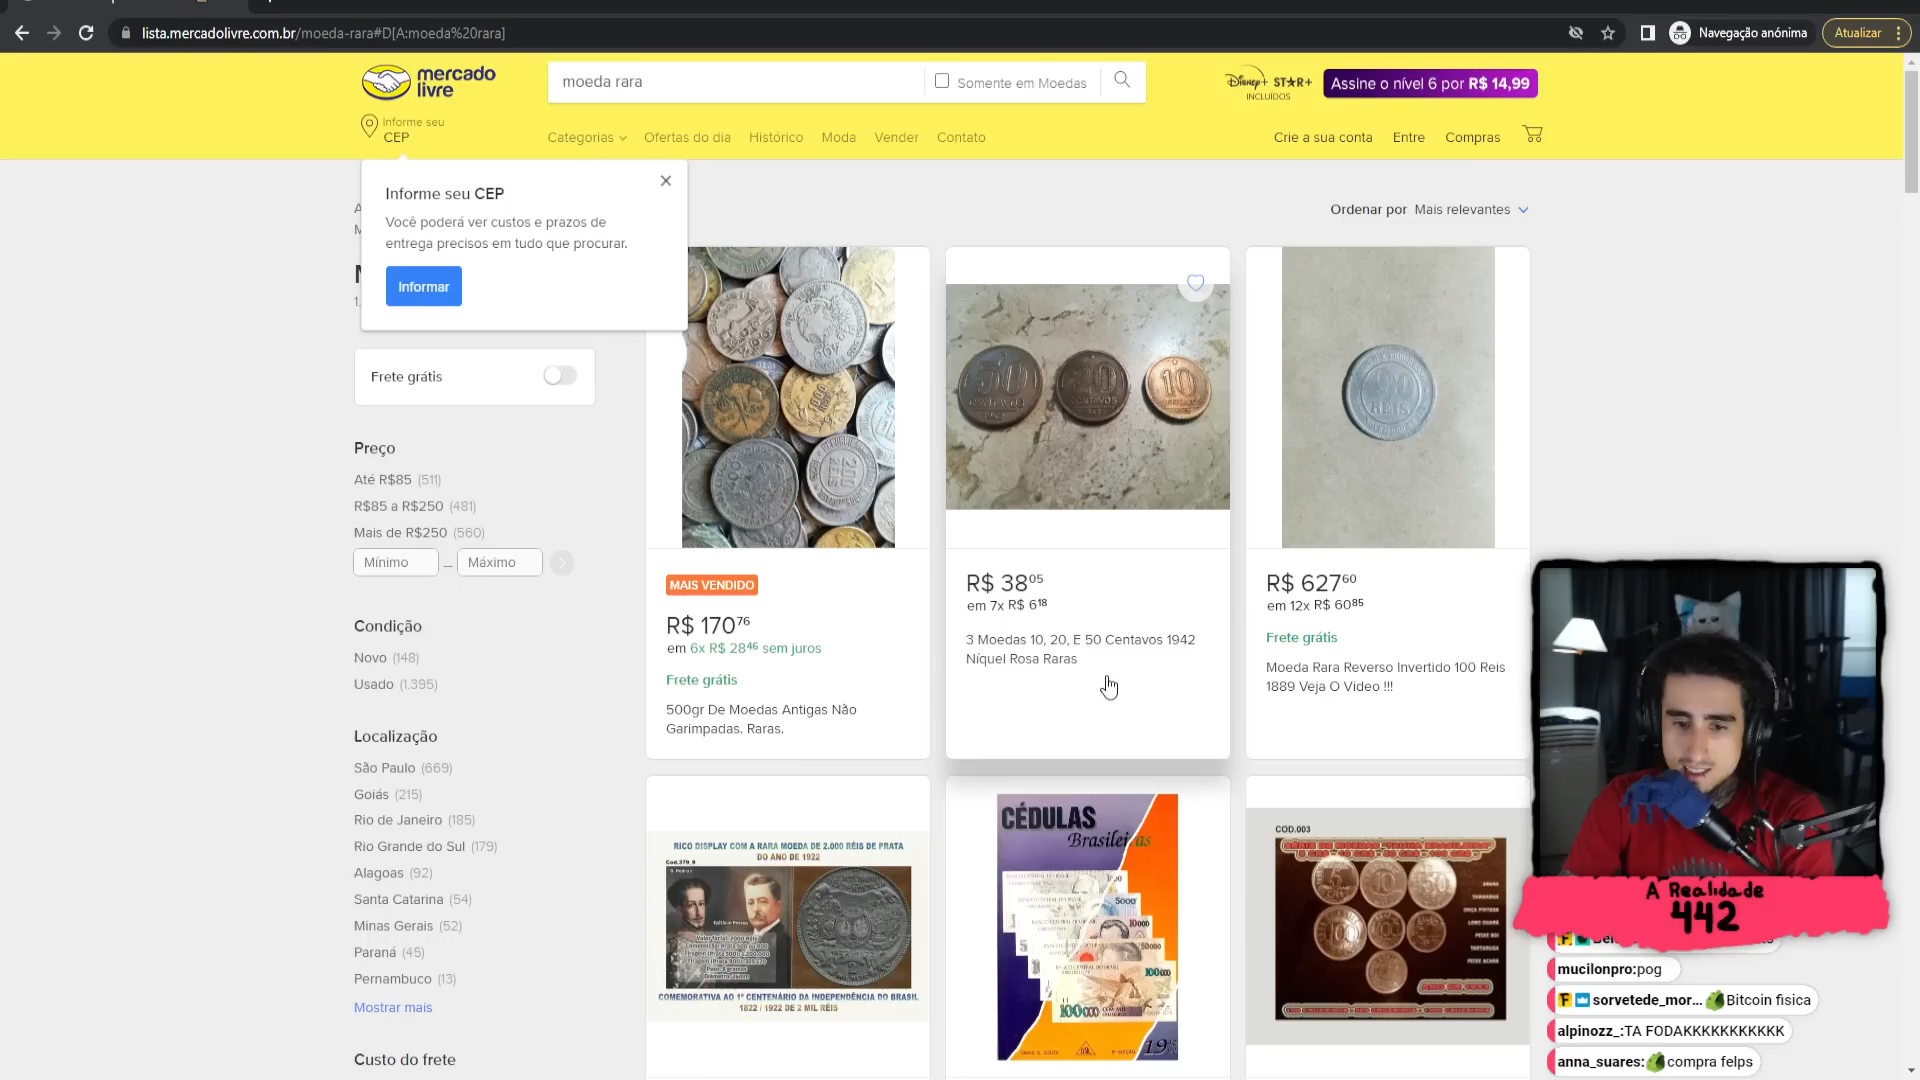 lista.mercadolivre.com.br/moeda-rara#D[A:moeda%20rara]
Navegação anónima
Atualizar
mercado
livre
moeda rara
Somente em Moedas
DISNEY+ STAR+
INCLUÍDOS
Assine o nível 6 por R$ 14,99
Informe seu
CEP
Categorias
Ofertas do dia
Histórico
Moda
Vender
Contato
Crie a sua conta
Entre
Compras
Informe seu CEP
Você poderá ver custos e prazos de
entrega precisos em tudo que procurar.
Informar
Ordenar por Mais relevantes
Frete grátis
Preço
Até R$85 (511)
R$85 a R$250 (481)
Mais de R$250 (560)
Mínimo
Máximo
Condição
Novo (148)
Usado (1.395)
Localização
São Paulo (669)
Goiás (215)
Rio de Janeiro (185)
Rio Grande do Sul (179)
Alagoas (92)
Santa Catarina (54)
Minas Gerais (52)
Paraná (45)
Pernambuco (13)
Mostrar mais
Custo do frete
MAIS VENDIDO
R$ 170 76
em 6x R$ 28 46 sem juros
Frete grátis
500gr De Moedas Antigas Não
Garimpadas. Raras.
R$ 38 05
em 7x R$ 6 18
3 Moedas 10, 20, E 50 Centavos 1942
Níquel Rosa Raras
R$ 627 60
em 12x R$ 60 85
Frete grátis
Moeda Rara Reverso Invertido 100 Reis
1889 Veja O Video !!!
RICO DISPLAY COM A RARA MOEDA DE 2.000 RÉIS DE PRATA
DO ANO DE 1922
COMEMORATIVA AO 1º CENTENÁRIO DA INDEPENDÊNCIA DO BRASIL
1822 / 1922 DE 2 MIL RÉIS
CÉDULAS
Brasileiras
COD.003
A Realidade
442
mucilonpro:pog
sorvetede_mor... Bitcoin fisica
alpinozz_:TA FODAKKKKKKKKKKK
anna_suares: compra felps